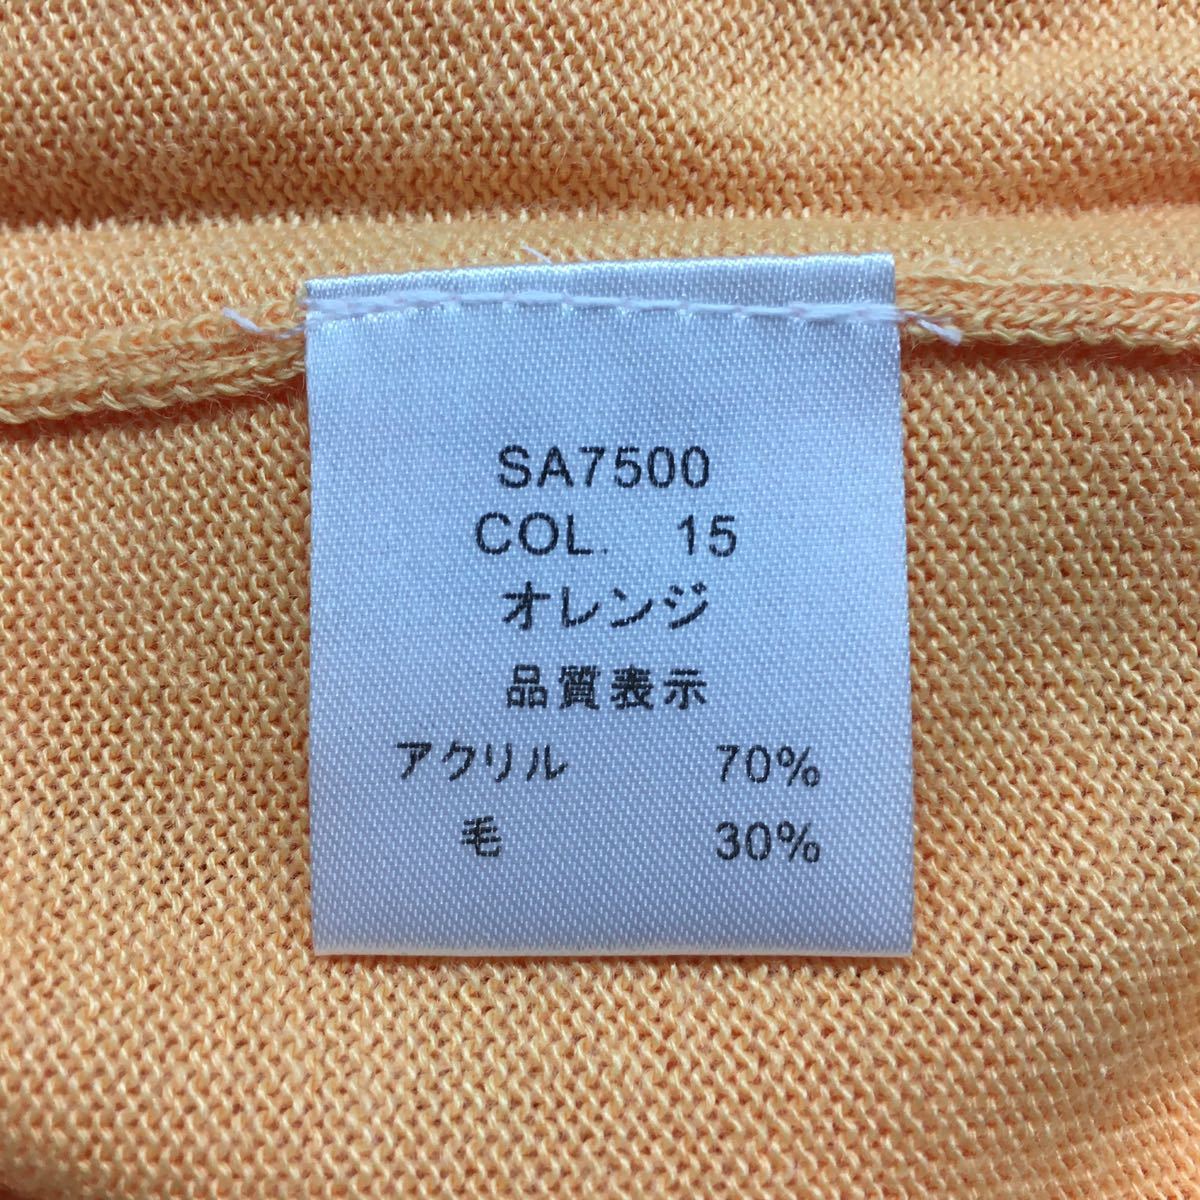 SA7500
COL. 15
オレンジ
品質表示
アクリル 70%
毛 30%